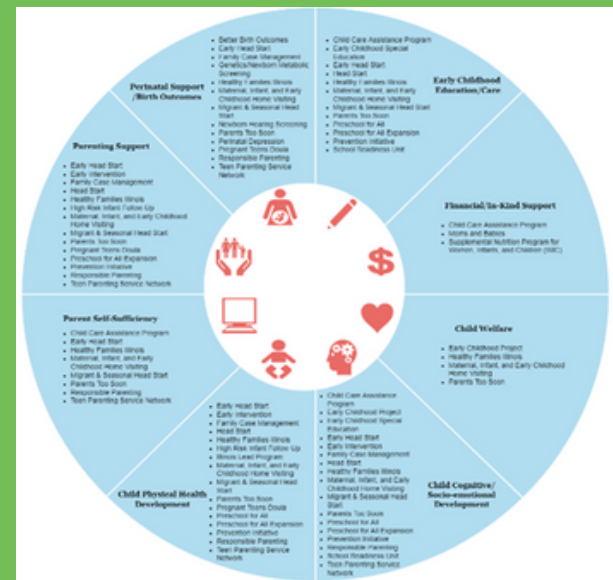 Perinatal Support
/Birth Outcomes
Better Birth Outcomes
Early Head Start
Family Case Management
Genetics/Newborn Metabolic
Screening
Healthy Families Illinois
Maternal, Infant, and Early
Childhood Home Visiting
Migrant & Seasonal Head
Start
Newborn Hearing Screening
Parents Too Soon
Perinatal Depression
Pregnant Teens Doula
Responsible Parenting
Teen Parenting Service
Network
Early Childhood
Education/Care
Child Care Assistance Program
Early Childhood Special
Education
Early Head Start
Head Start
Healthy Families Illinois
Maternal, Infant, and Early
Childhood Home Visiting
Migrant & Seasonal Head Start
Parents Too Soon
Preschool for All
Preschool for All Expansion
Prevention Initiative
School Readiness Unit
Financial/In-Kind Support
Child Care Assistance Program
Moms and Babies
Supplemental Nutrition Program for
Women, Infants, and Children (WIC)
Child Welfare
Early Childhood Project
Healthy Families Illinois
Maternal, Infant, and Early Childhood
Home Visiting
Parents Too Soon
Child Cognitive/
Socio-emotional
Development
Child Care Assistance
Program
Early Childhood Project
Early Childhood Special
Education
Early Head Start
Early Intervention
Family Case Management
Head Start
Healthy Families Illinois
Maternal, Infant, and Early
Childhood Home Visiting
Migrant & Seasonal Head
Start
Parents Too Soon
Preschool for All
Preschool for All Expansion
Prevention Initiative
Responsible Parenting
School Readiness Unit
Teen Parenting Service
Network
Child Physical Health
Development
Early Head Start
Early Intervention
Family Case Management
Head Start
Healthy Families Illinois
High Risk Infant Follow Up
Illinois Lead Program
Maternal, Infant, and Early
Childhood Home Visiting
Migrant & Seasonal Head
Start
Parents Too Soon
Pregnant Teens Doula
Preschool for All
Preschool for All Expansion
Prevention Initiative
Responsible Parenting
Teen Parenting Service
Network
Parent Self-Sufficiency
Child Care Assistance Program
Early Head Start
Healthy Families Illinois
Maternal, Infant, and Early
Childhood Home Visiting
Migrant & Seasonal Head Start
Parents Too Soon
Responsible Parenting
Teen Parenting Service Network
Parenting Support
Early Head Start
Early Intervention
Family Case Management
Head Start
Healthy Families Illinois
High Risk Infant Follow Up
Maternal, Infant, and Early Childhood
Home Visiting
Migrant & Seasonal Head Start
Parents Too Soon
Pregnant Teens Doula
Preschool for All Expansion
Prevention Initiative
Responsible Parenting
Teen Parenting Service Network
$